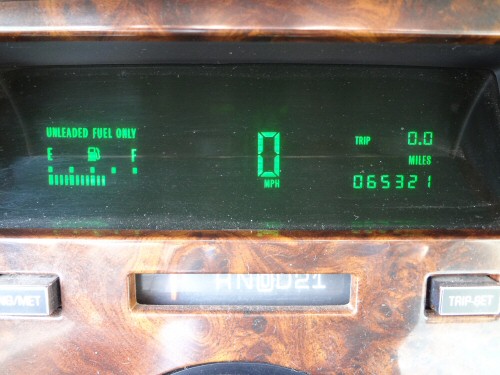 UNLEADED FUEL ONLY
E F
0
MPH
TRIP 0.0
MILES
065321
TRIP-SET